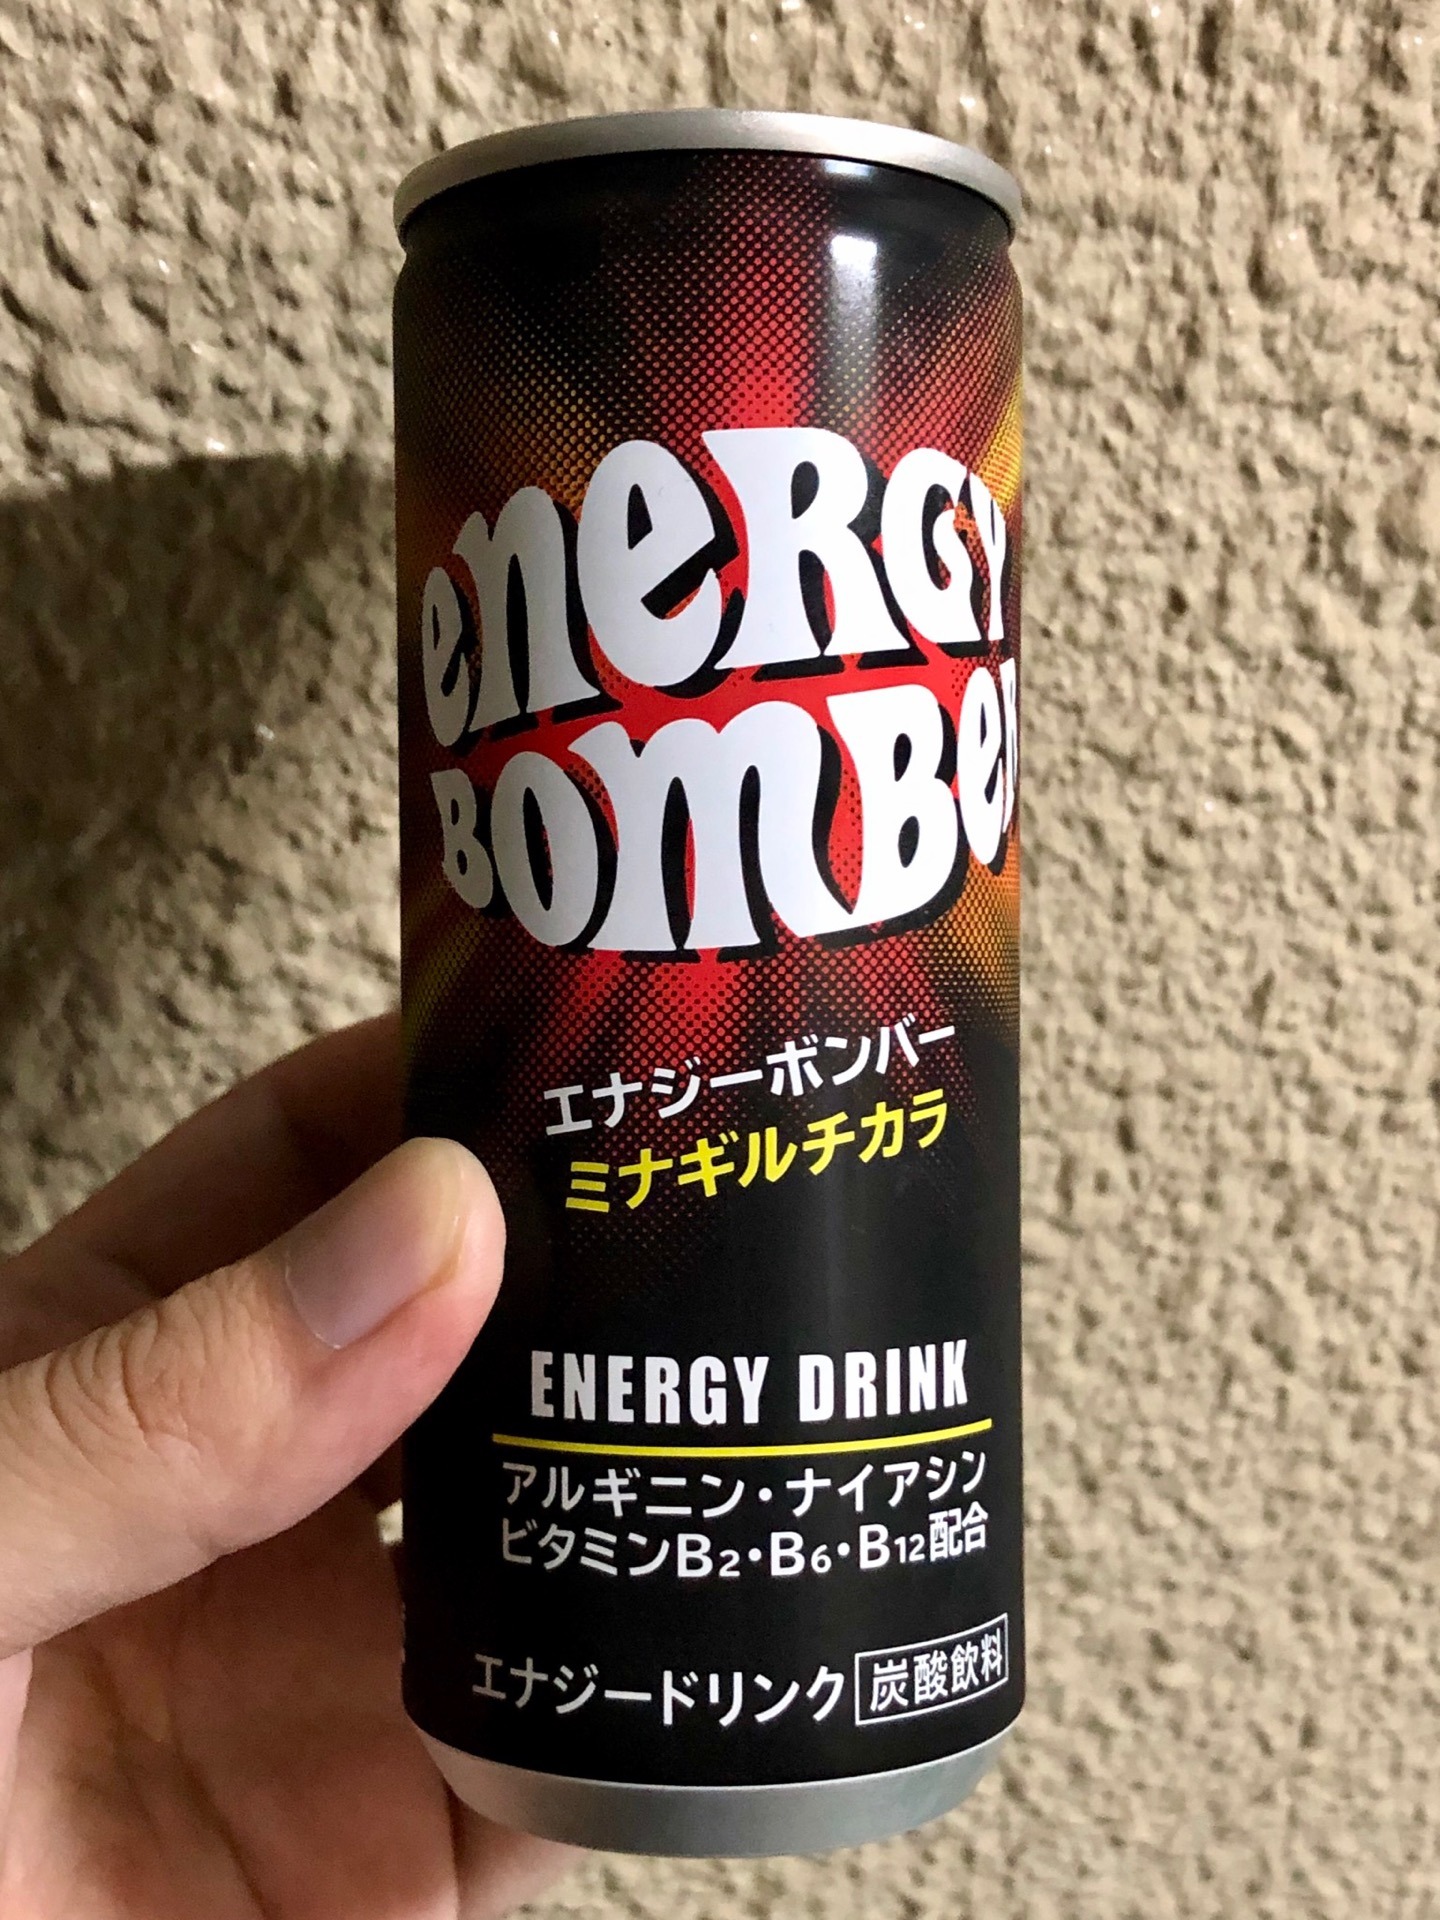 eneRGY
BOMBeR
エナジーボンバー
ミナギルチカラ
ENERGY DRINK
アルギニン・ナイアシン
ビタミンB2・B6・B12配合
エナジードリンク 炭酸飲料